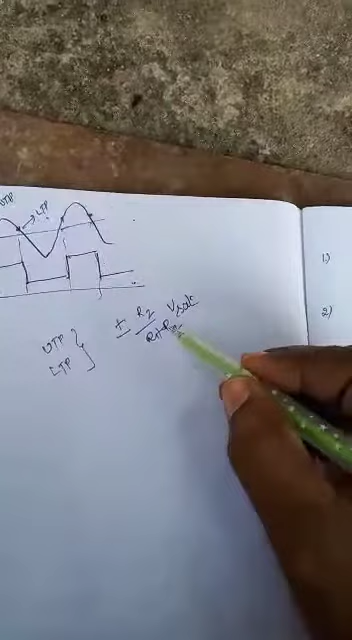 UTP
LTP
1)
2)
± R2 Vsat
R1+R2
UTP }
LTP